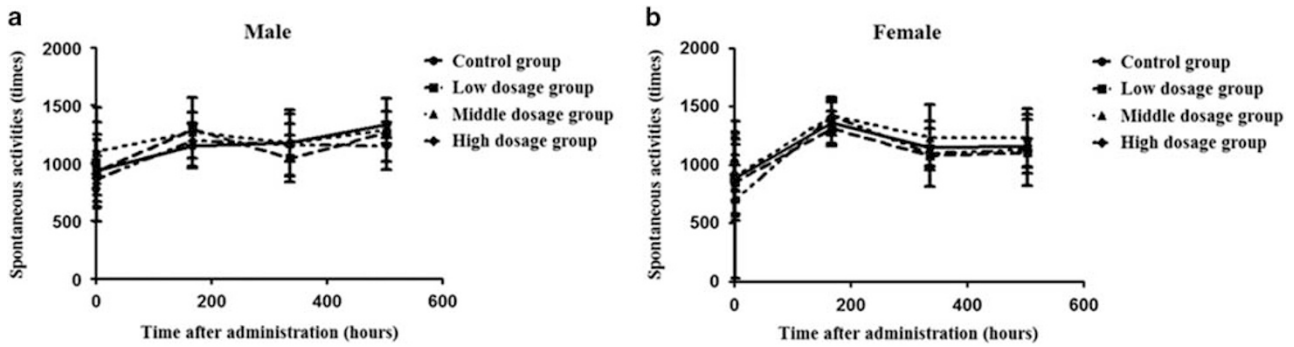 a
Male
Spontaneous activities (times)
2000
1500
1000
500
0
0 200 400 600
Time after administration (hours)
Control group
Low dosage group
Middle dosage group
High dosage group
b
Female
Spontaneous activities (times)
2000
1500
1000
500
0
0 200 400 600
Time after administration (hours)
Control group
Low dosage group
Middle dosage group
High dosage group